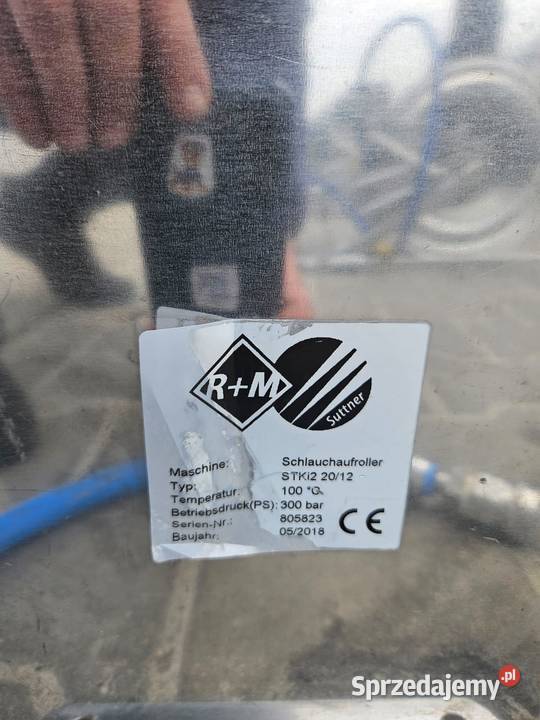 R+M
Suttner
Maschine: Schlauchaufroller
Typ: STKi2 20/12
Temperatur: 100 °C
Betriebsdruck(PS): 300 bar
Serien-Nr.: 805823
Baujahr: 05/2018
CE
Sprzedajemy.pl